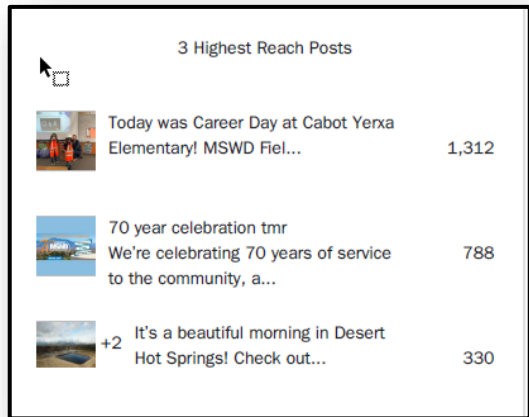 3 Highest Reach Posts
Today was Career Day at Cabot Yerxa
Elementary! MSWD Fiel...
1,312
70 year celebration tmr
We're celebrating 70 years of service
to the community, a...
788
+2
It's a beautiful morning in Desert
Hot Springs! Check out...
330